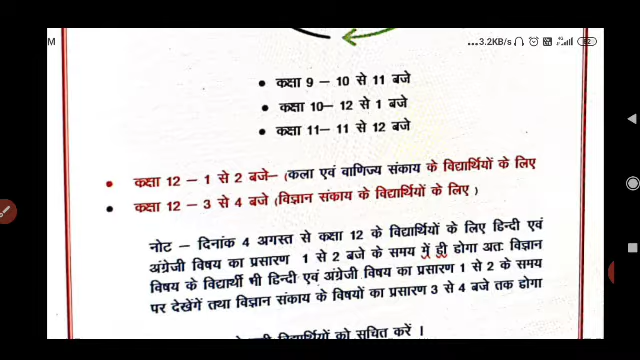 M
...3.2KB/s 82
• कक्षा 9 – 10 से 11 बजे
• कक्षा 10– 12 से 1 बजे
• कक्षा 11– 11 से 12 बजे
• कक्षा 12 – 1 से 2 बजे– (कला एवं वाणिज्य संकाय के विद्यार्थियों के लिए
• कक्षा 12 – 3 से 4 बजे (विज्ञान संकाय के विद्यार्थियों के लिए )
नोट – दिनांक 4 अगस्त से कक्षा 12 के विद्यार्थियों के लिए हिन्दी एवं
अंग्रेजी विषय का प्रसारण 1 से 2 बजे के समय में ही होगा अतः विज्ञान
विषय के विद्यार्थी भी हिन्दी एवं अंग्रेजी विषय का प्रसारण 1 से 2 के समय
पर देखेगें तथा विज्ञान संकाय के विषयों का प्रसारण 3 से 4 बजे तक होगा
विद्यार्थियों को सूचित करें ।